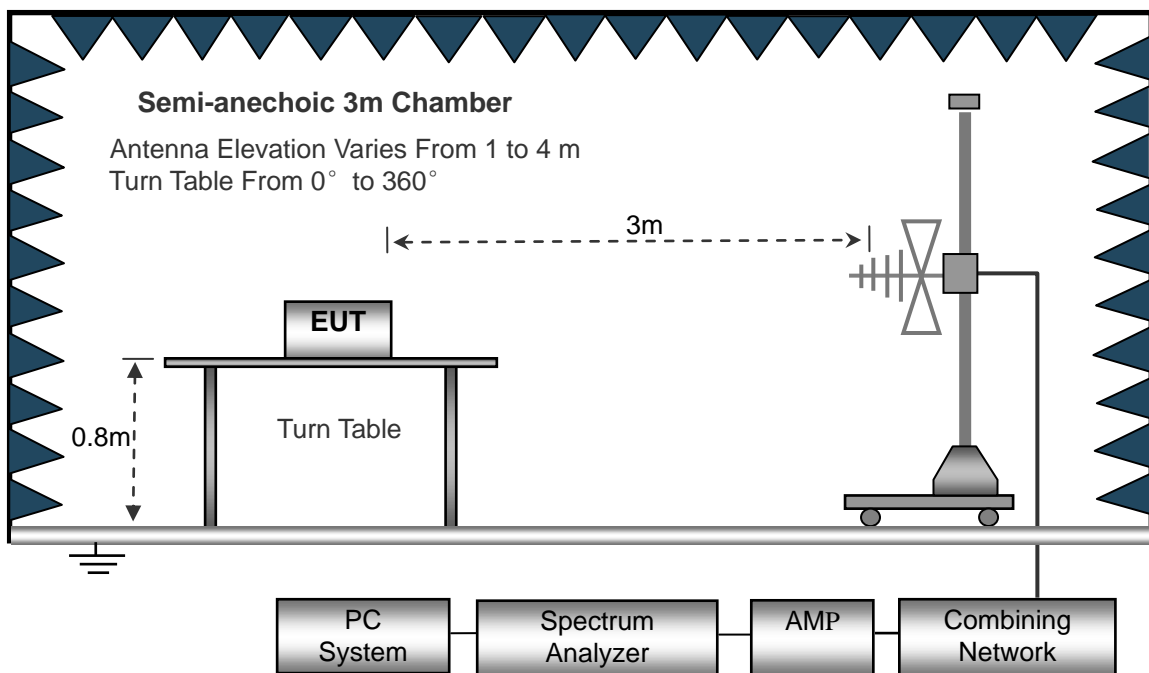 Semi-anechoic 3m Chamber
Antenna Elevation Varies From 1 to 4 m
Turn Table From 0° to 360°
3m
EUT
0.8m
Turn Table
PC
System
Spectrum
Analyzer
AMP
Combining
Network